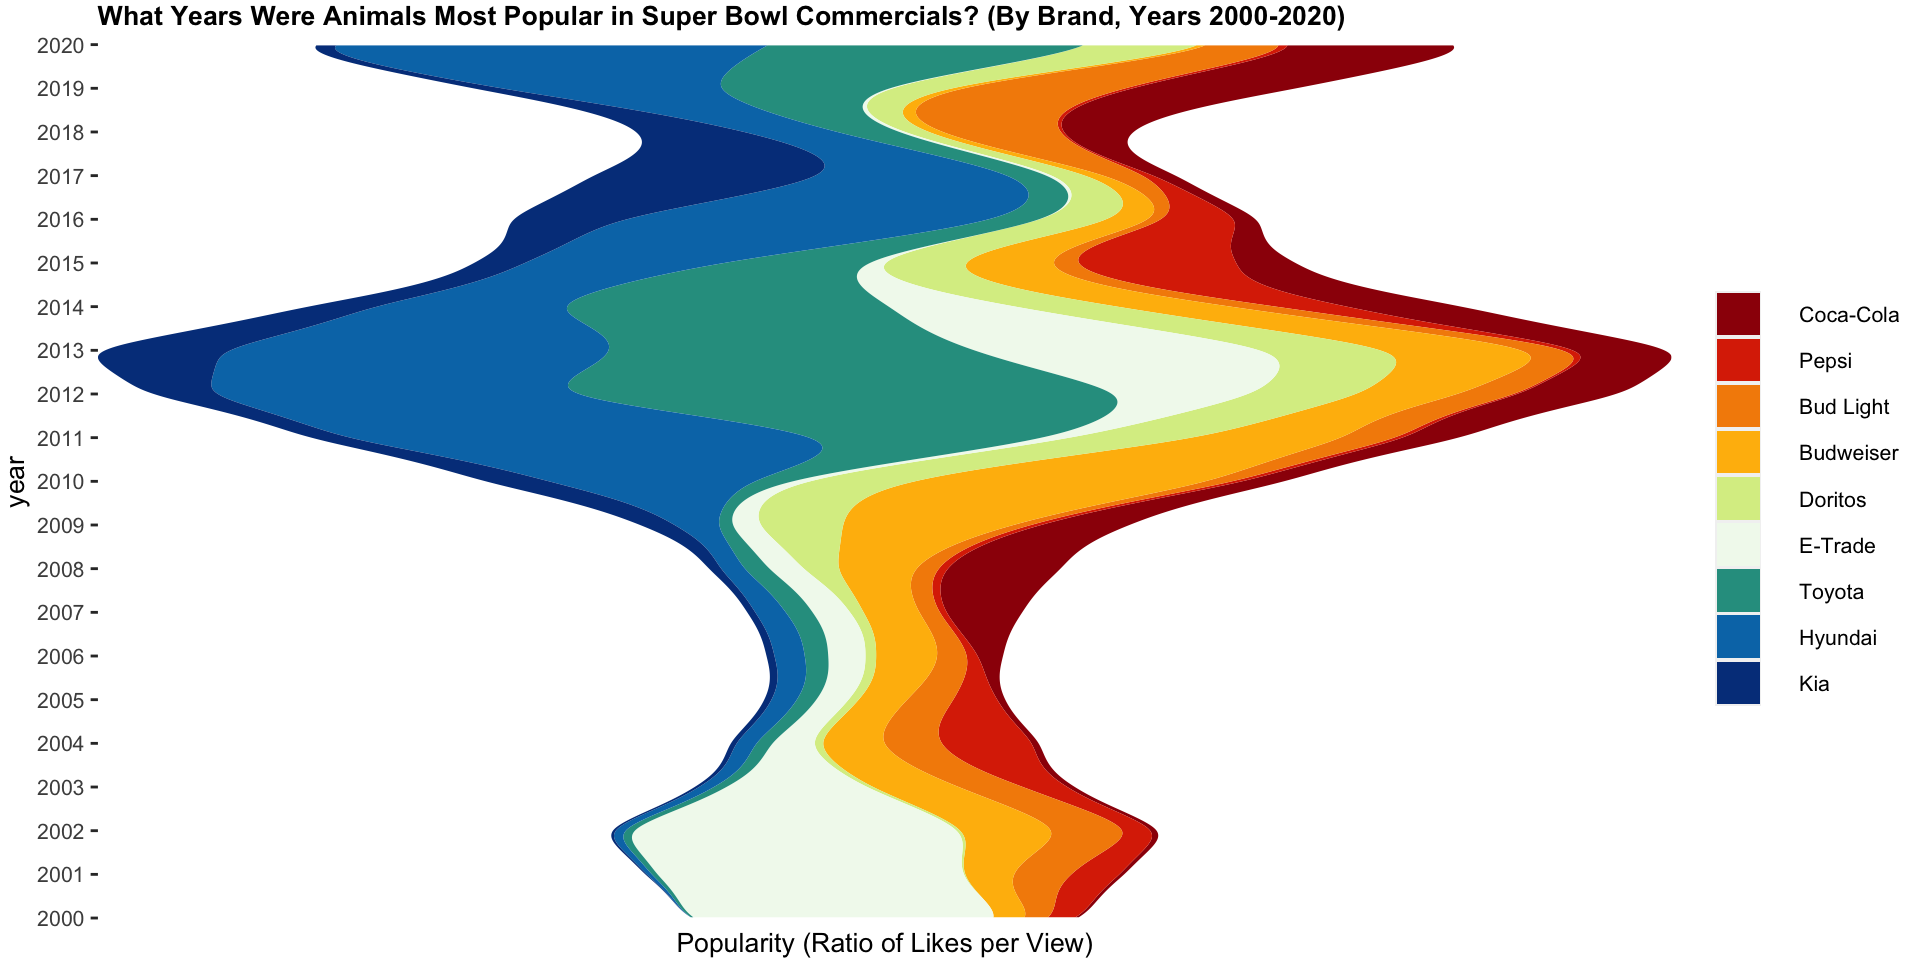 What Years Were Animals Most Popular in Super Bowl Commercials? (By Brand, Years 2000-2020)
2020
2019
2018
2017
2016
2015
2014
2013
2012
2011
2010
2009
2008
2007
2006
2005
2004
2003
2002
2001
2000
year
Popularity (Ratio of Likes per View)
Coca-Cola
Pepsi
Bud Light
Budweiser
Doritos
E-Trade
Toyota
Hyundai
Kia